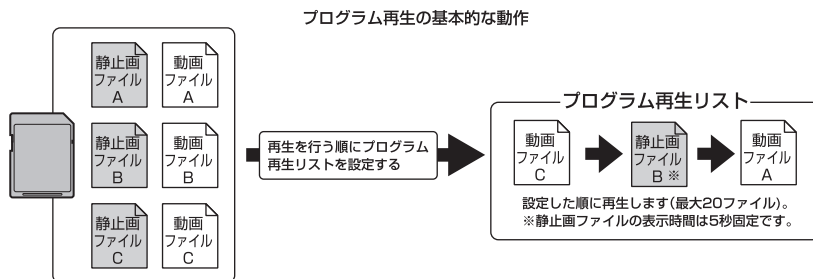 プログラム再生の基本的な動作
静止画
ファイル
A
動画
ファイル
A
静止画
ファイル
B
動画
ファイル
B
静止画
ファイル
C
動画
ファイル
C
再生を行う順にプログラム
再生リストを設定する
プログラム再生リスト
動画
ファイル
C
静止画
ファイル
B ※
動画
ファイル
A
設定した順に再生します(最大20ファイル)。
※静止画ファイルの表示時間は5秒固定です。